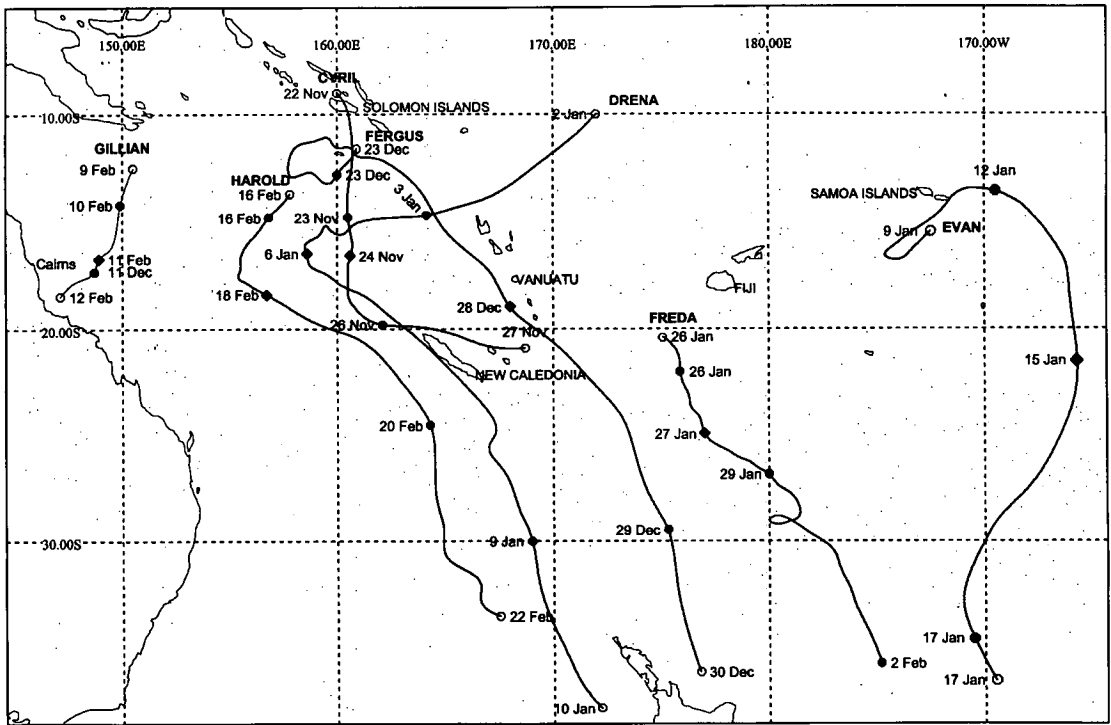 150.00E
160.00E
170.00E
180.00E
170.00W
CYRIL
22 Nov
SOLOMON ISLANDS
DRENA
2 Jan
10.00S
FERGUS
23 Dec
GILLIAN
9 Feb
23 Dec
12 Jan
HAROLD
16 Feb
SAMOA ISLANDS
3 Jan
10 Feb
16 Feb
23 Nov
9 Jan
EVAN
6 Jan
24 Nov
Cairns
11 Feb
11 Dec
VANUATU
FIJI
12 Feb
18 Feb
28 Dec
20.00S
26 Nov
27 Nov
FREDA
26 Jan
15 Jan
NEW CALEDONIA
26 Jan
20 Feb
27 Jan
29 Jan
30.00S
9 Jan
29 Dec
22 Feb
17 Jan
2 Feb
30 Dec
17 Jan
10 Jan